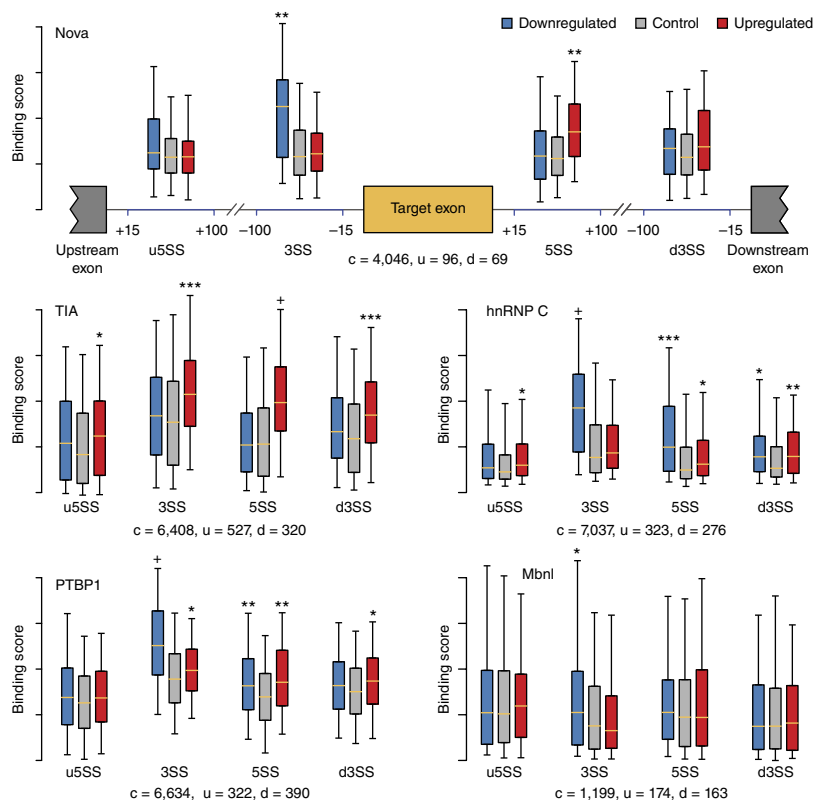 Nova
Downregulated Control Upregulated
** **
Binding score
Target exon
+15 +100 −100 −15 +15 +100 −100 −15
Upstream exon
u5SS 3SS 5SS d3SS
Downstream exon
c = 4,046, u = 96, d = 69
TIA
* *** + ***
Binding score
u5SS 3SS 5SS d3SS
c = 6,408, u = 527, d = 320
hnRNP C
* + *** * * **
Binding score
u5SS 3SS 5SS d3SS
c = 7,037, u = 323, d = 276
PTBP1
+ * ** ** *
Binding score
u5SS 3SS 5SS d3SS
c = 6,634, u = 322, d = 390
Mbnl
*
Binding score
u5SS 3SS 5SS d3SS
c = 1,199, u = 174, d = 163